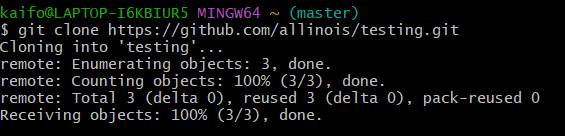 kaifo@LAPTOP-I6KBIUR5 MINGW64 ~ (master)
$ git clone https://github.com/allinois/testing.git
Cloning into 'testing'...
remote: Enumerating objects: 3, done.
remote: Counting objects: 100% (3/3), done.
remote: Total 3 (delta 0), reused 3 (delta 0), pack-reused 0
Receiving objects: 100% (3/3), done.